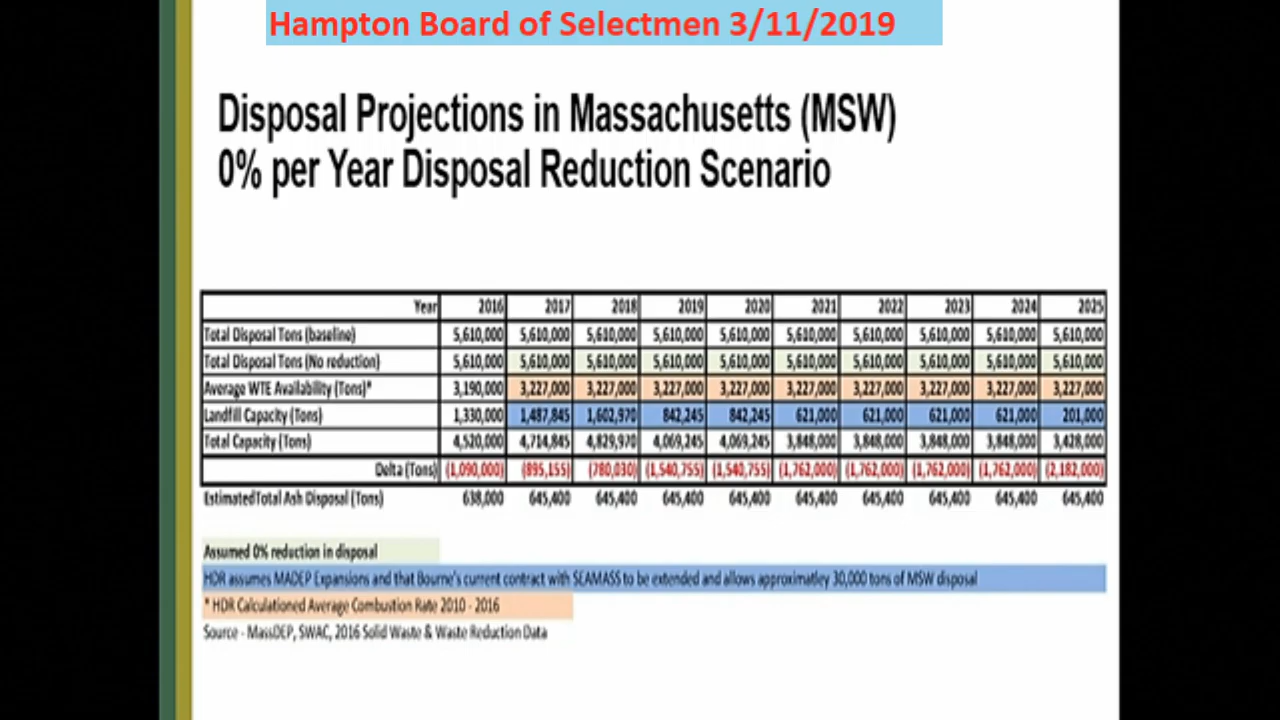 Hampton Board of Selectmen 3/11/2019
Disposal Projections in Massachusetts (MSW)
0% per Year Disposal Reduction Scenario
Year 2016 2017 2018 2019 2020 2021 2022 2023 2024 2025
Total Disposal Tons (baseline) 5,610,000 5,610,000 5,610,000 5,610,000 5,610,000 5,610,000 5,610,000 5,610,000 5,610,000 5,610,000
Total Disposal Tons (No reduction) 5,610,000 5,610,000 5,610,000 5,610,000 5,610,000 5,610,000 5,610,000 5,610,000 5,610,000 5,610,000
Average WTE Availability (Tons)* 3,190,000 3,227,000 3,227,000 3,227,000 3,227,000 3,227,000 3,227,000 3,227,000 3,227,000 3,227,000
Landfill Capacity (Tons) 1,330,000 1,487,845 1,602,970 842,245 842,245 621,000 621,000 621,000 621,000 201,000
Total Capacity (Tons) 4,520,000 4,714,845 4,829,970 4,069,245 4,069,245 3,848,000 3,848,000 3,848,000 3,848,000 3,428,000
Delta (Tons) (1,090,000) (895,155) (780,030) (1,540,755) (1,540,755) (1,762,000) (1,762,000) (1,762,000) (1,762,000) (2,182,000)
EstimatedTotal Ash Disposal (Tons) 638,000 645,400 645,400 645,400 645,400 645,400 645,400 645,400 645,400 645,400
Assumed 0% reduction in disposal
HDR assumes MADEP Expansions and that Bourne's current contract with SEAMASS to be extended and allows approximatley 30,000 tons of MSW disposal
* HDR Calculationed Average Combustion Rate 2010 - 2016
Source - MassDEP, SWAC, 2016 Solid Waste & Waste Reduction Data